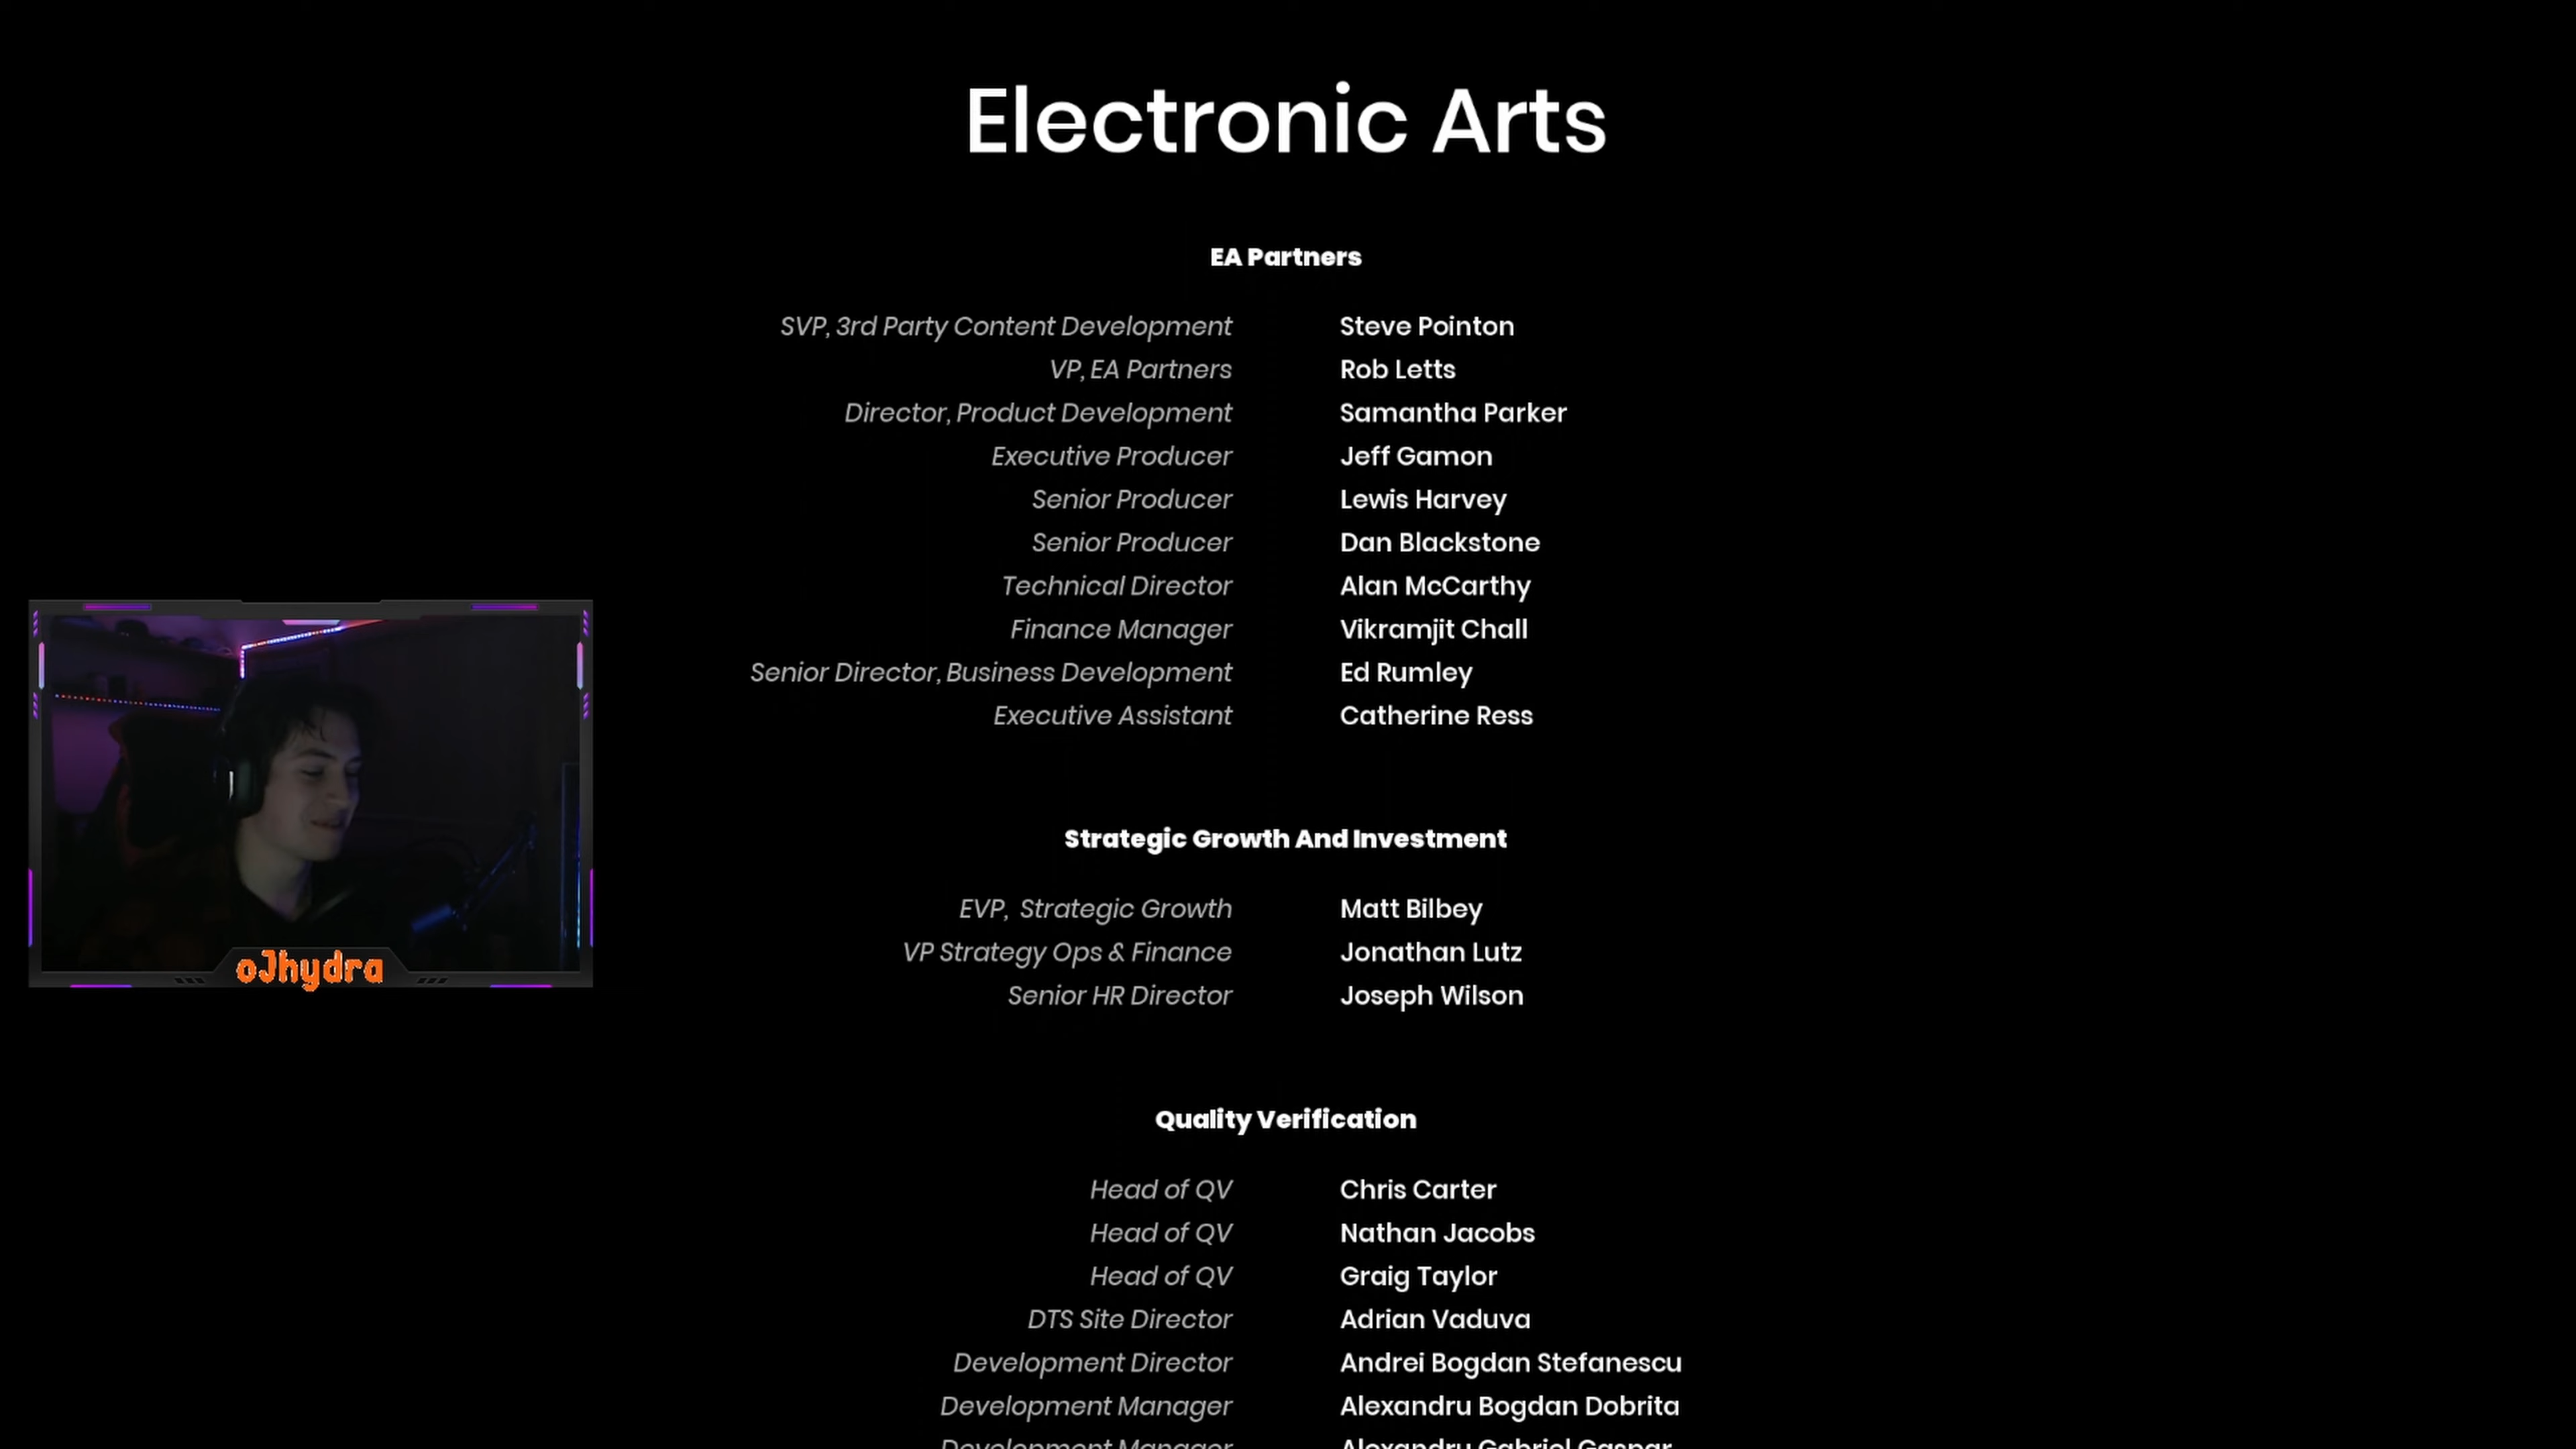 Electronic Arts
EA Partners
SVP, 3rd Party Content Development Steve Pointon
VP, EA Partners Rob Letts
Director, Product Development Samantha Parker
Executive Producer Jeff Gamon
Senior Producer Lewis Harvey
Senior Producer Dan Blackstone
Technical Director Alan McCarthy
Finance Manager Vikramjit Chall
Senior Director, Business Development Ed Rumley
Executive Assistant Catherine Ress
Strategic Growth And Investment
EVP, Strategic Growth Matt Bilbey
VP Strategy Ops & Finance Jonathan Lutz
Senior HR Director Joseph Wilson
oJhydra
Quality Verification
Head of QV Chris Carter
Head of QV Nathan Jacobs
Head of QV Graig Taylor
DTS Site Director Adrian Vaduva
Development Director Andrei Bogdan Stefanescu
Development Manager Alexandru Bogdan Dobrita
Development Manager Alexandru Gabriel Gaspar